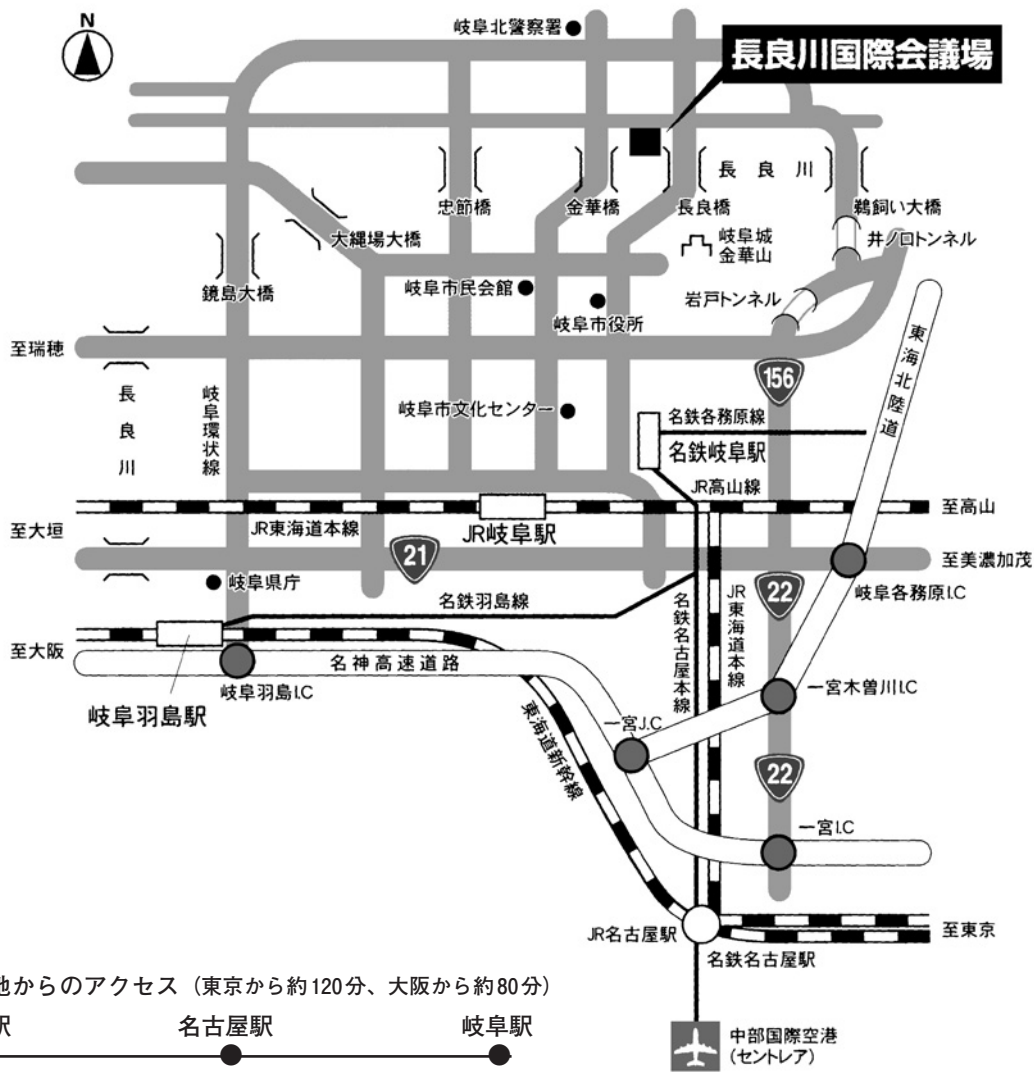 N
岐阜北警察署
長良川国際会議場
長良川
忠節橋
金華橋
長良橋
鵜飼い大橋
大縄場大橋
岐阜城
金華山
井ノ口トンネル
鏡島大橋
岐阜市民会館
岐阜市役所
岩戸トンネル
至瑞穂
東海北陸道
156
長良川
岐阜環状線
岐阜市文化センター
名鉄各務原線
名鉄岐阜駅
JR高山線
至高山
至大垣
JR東海道本線
JR岐阜駅
21
至美濃加茂
岐阜県庁
名鉄羽島線
名鉄名古屋本線
JR東海道本線
22
岐阜各務原I.C
至大阪
名神高速道路
岐阜羽島I.C
岐阜羽島駅
東海道新幹線
一宮J.C
一宮木曽川I.C
22
一宮I.C
JR名古屋駅
名鉄名古屋駅
至東京
地からのアクセス（東京から約120分、大阪から約80分）
駅 名古屋駅 岐阜駅
中部国際空港
（セントレア）